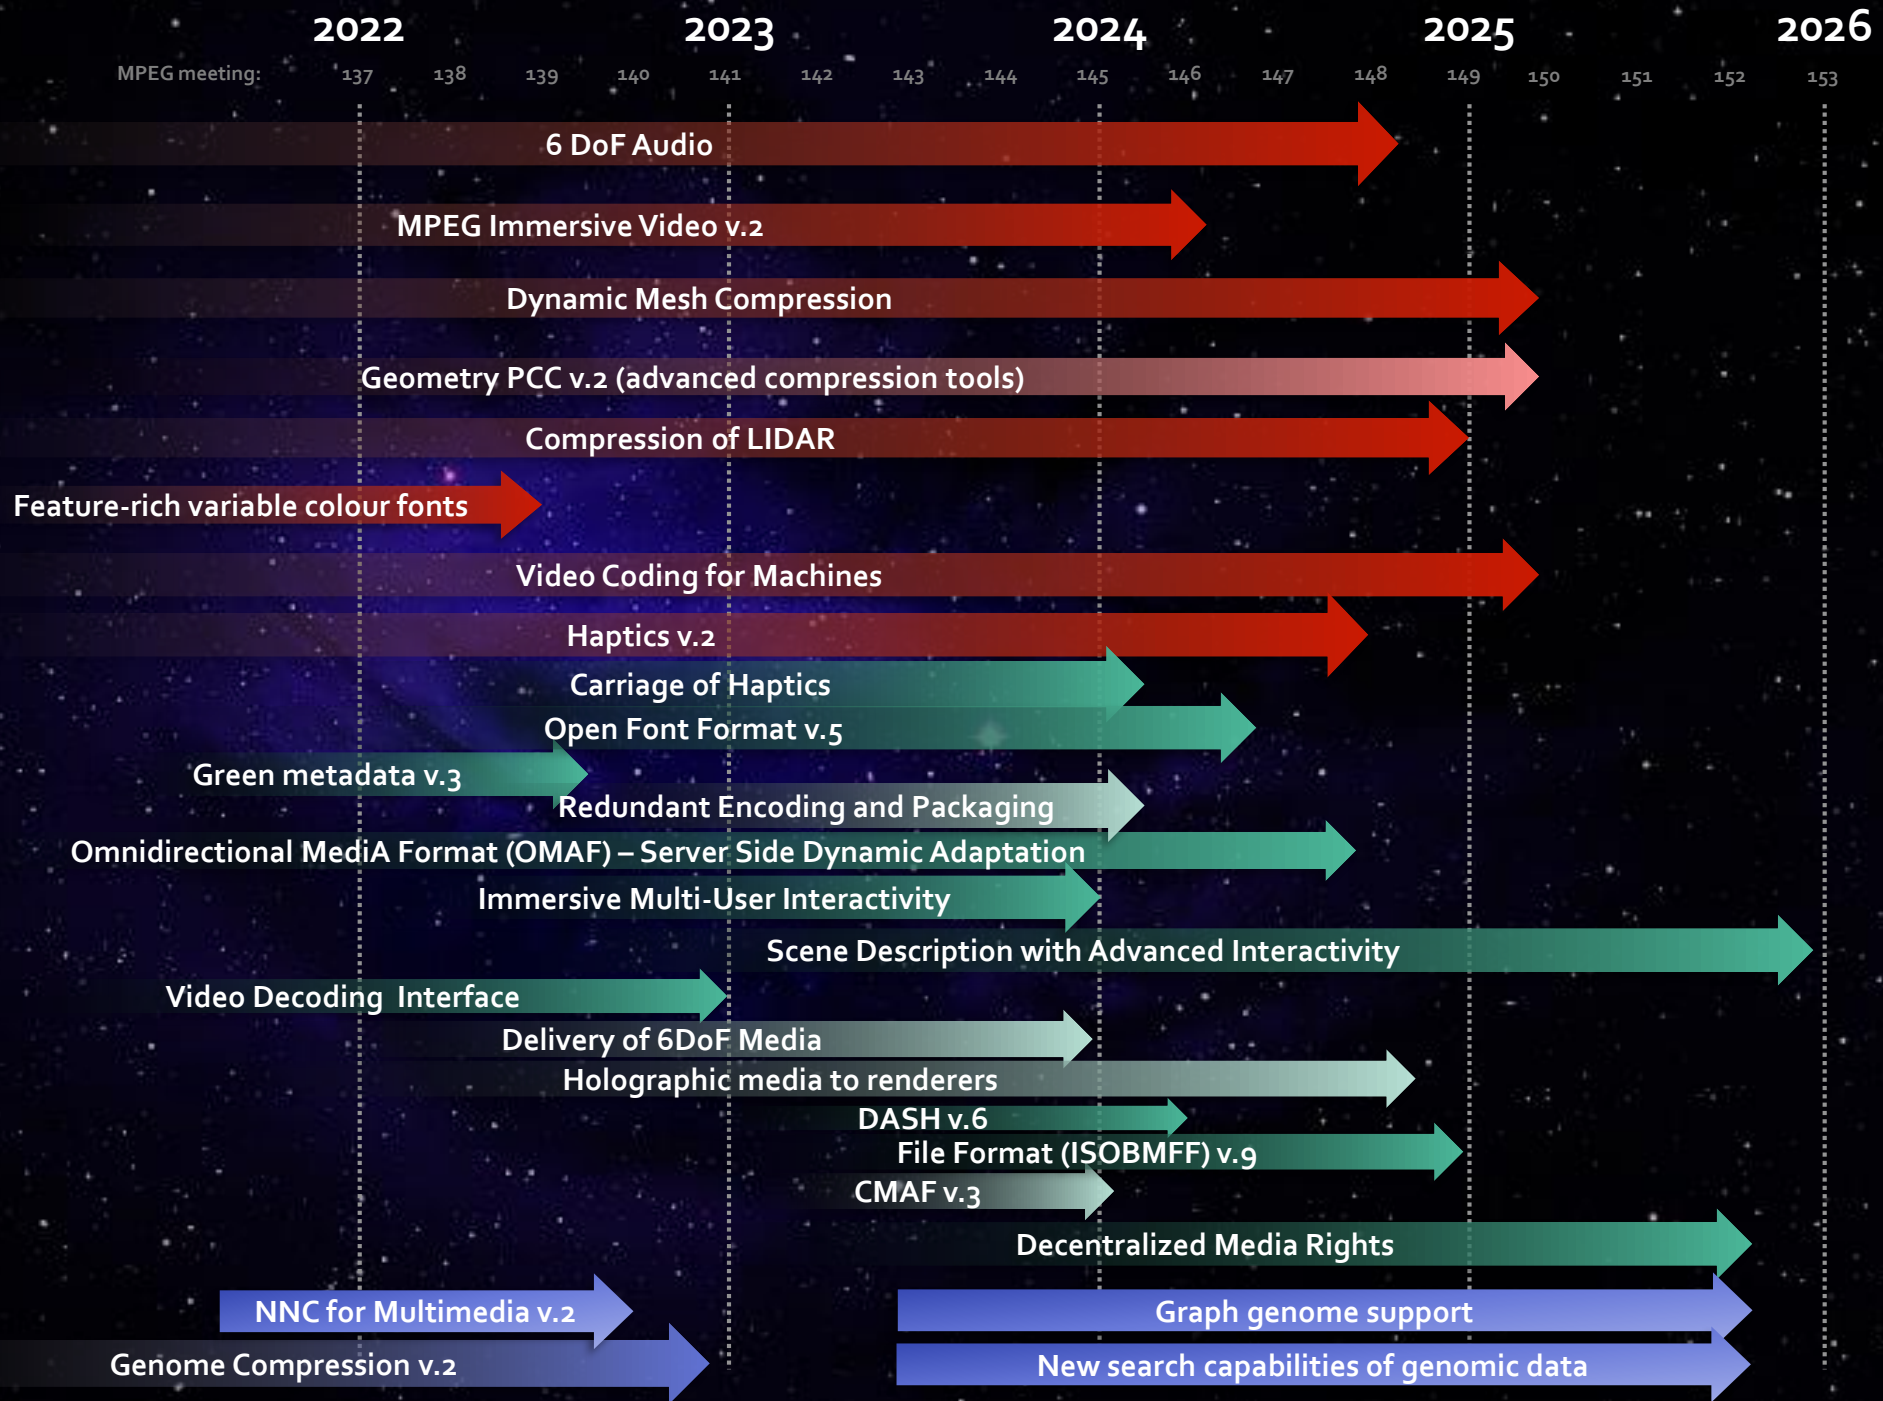 2022 2023 2024 2025 2026
MPEG meeting: 137 138 139 140 141 142 143 144 145 146 147 148 149 150 151 152 153
6 DoF Audio
MPEG Immersive Video v.2
Dynamic Mesh Compression
Geometry PCC v.2 (advanced compression tools)
Compression of LIDAR
Feature-rich variable colour fonts
Video Coding for Machines
Haptics v.2
Carriage of Haptics
Open Font Format v.5
Green metadata v.3
Redundant Encoding and Packaging
Omnidirectional MediA Format (OMAF) – Server Side Dynamic Adaptation
Immersive Multi-User Interactivity
Scene Description with Advanced Interactivity
Video Decoding Interface
Delivery of 6DoF Media
Holographic media to renderers
DASH v.6
File Format (ISOBMFF) v.9
CMAF v.3
Decentralized Media Rights
NNC for Multimedia v.2
Graph genome support
Genome Compression v.2
New search capabilities of genomic data